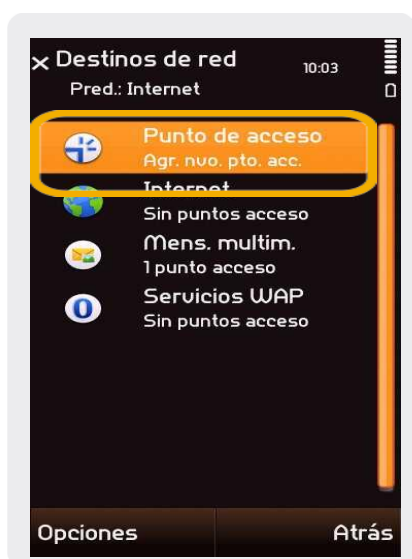 Destinos de red
10:03
Pred.: Internet
Punto de acceso
Agr. nvo. pto. acc.
Internet
Sin puntos acceso
Mens. multim.
1 punto acceso
Servicios WAP
Sin puntos acceso
Opciones
Atrás